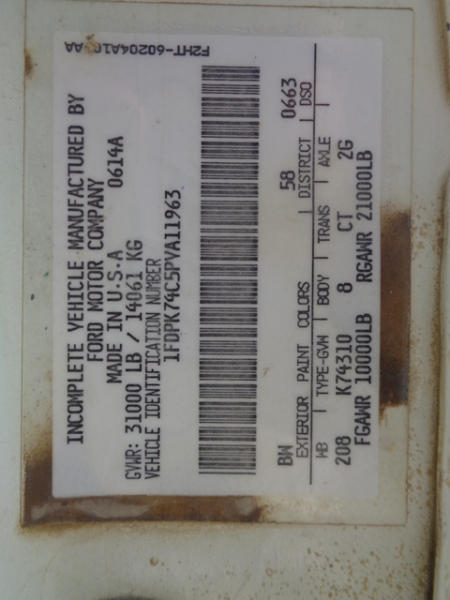 F2HT-60204A10-AA
INCOMPLETE VEHICLE MANUFACTURED BY
FORD MOTOR COMPANY
MADE IN U.S.A 0614A
GVWR: 31000 LB / 14061 KG
VEHICLE IDENTIFICATION NUMBER
1FDPK74C5PVA11963
BW 58 0663
EXTERIOR PAINT COLORS DISTRICT DSO
WB TYPE-GVW BODY TRANS AXLE
208 K74310 8 CT 2G
FGAWR 10000LB RGAWR 21000LB